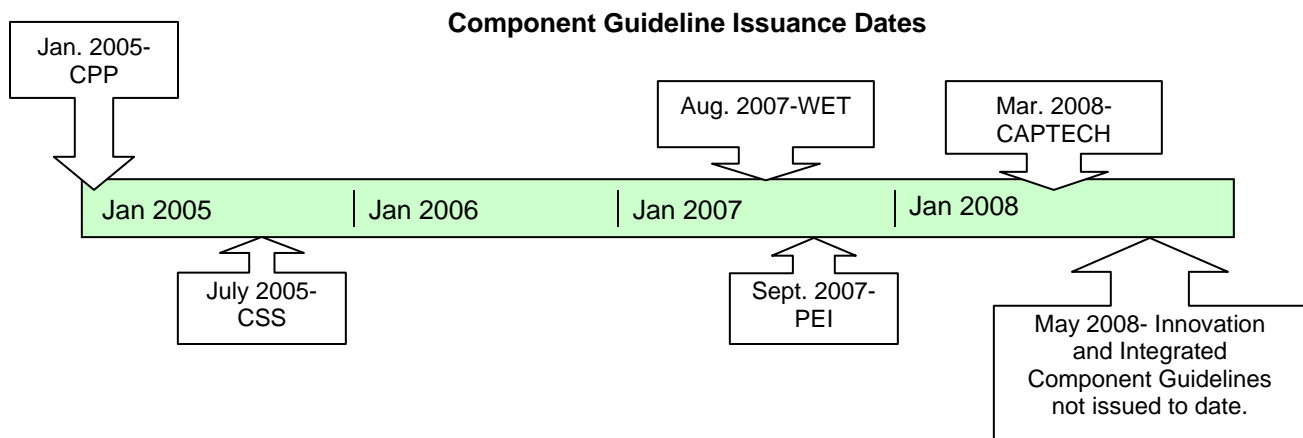 Component Guideline Issuance Dates
Jan. 2005-
CPP
Aug. 2007-WET
Mar. 2008-
CAPTECH
Jan 2005
Jan 2006
Jan 2007
Jan 2008
July 2005-
CSS
Sept. 2007-
PEI
May 2008- Innovation
and Integrated
Component Guidelines
not issued to date.